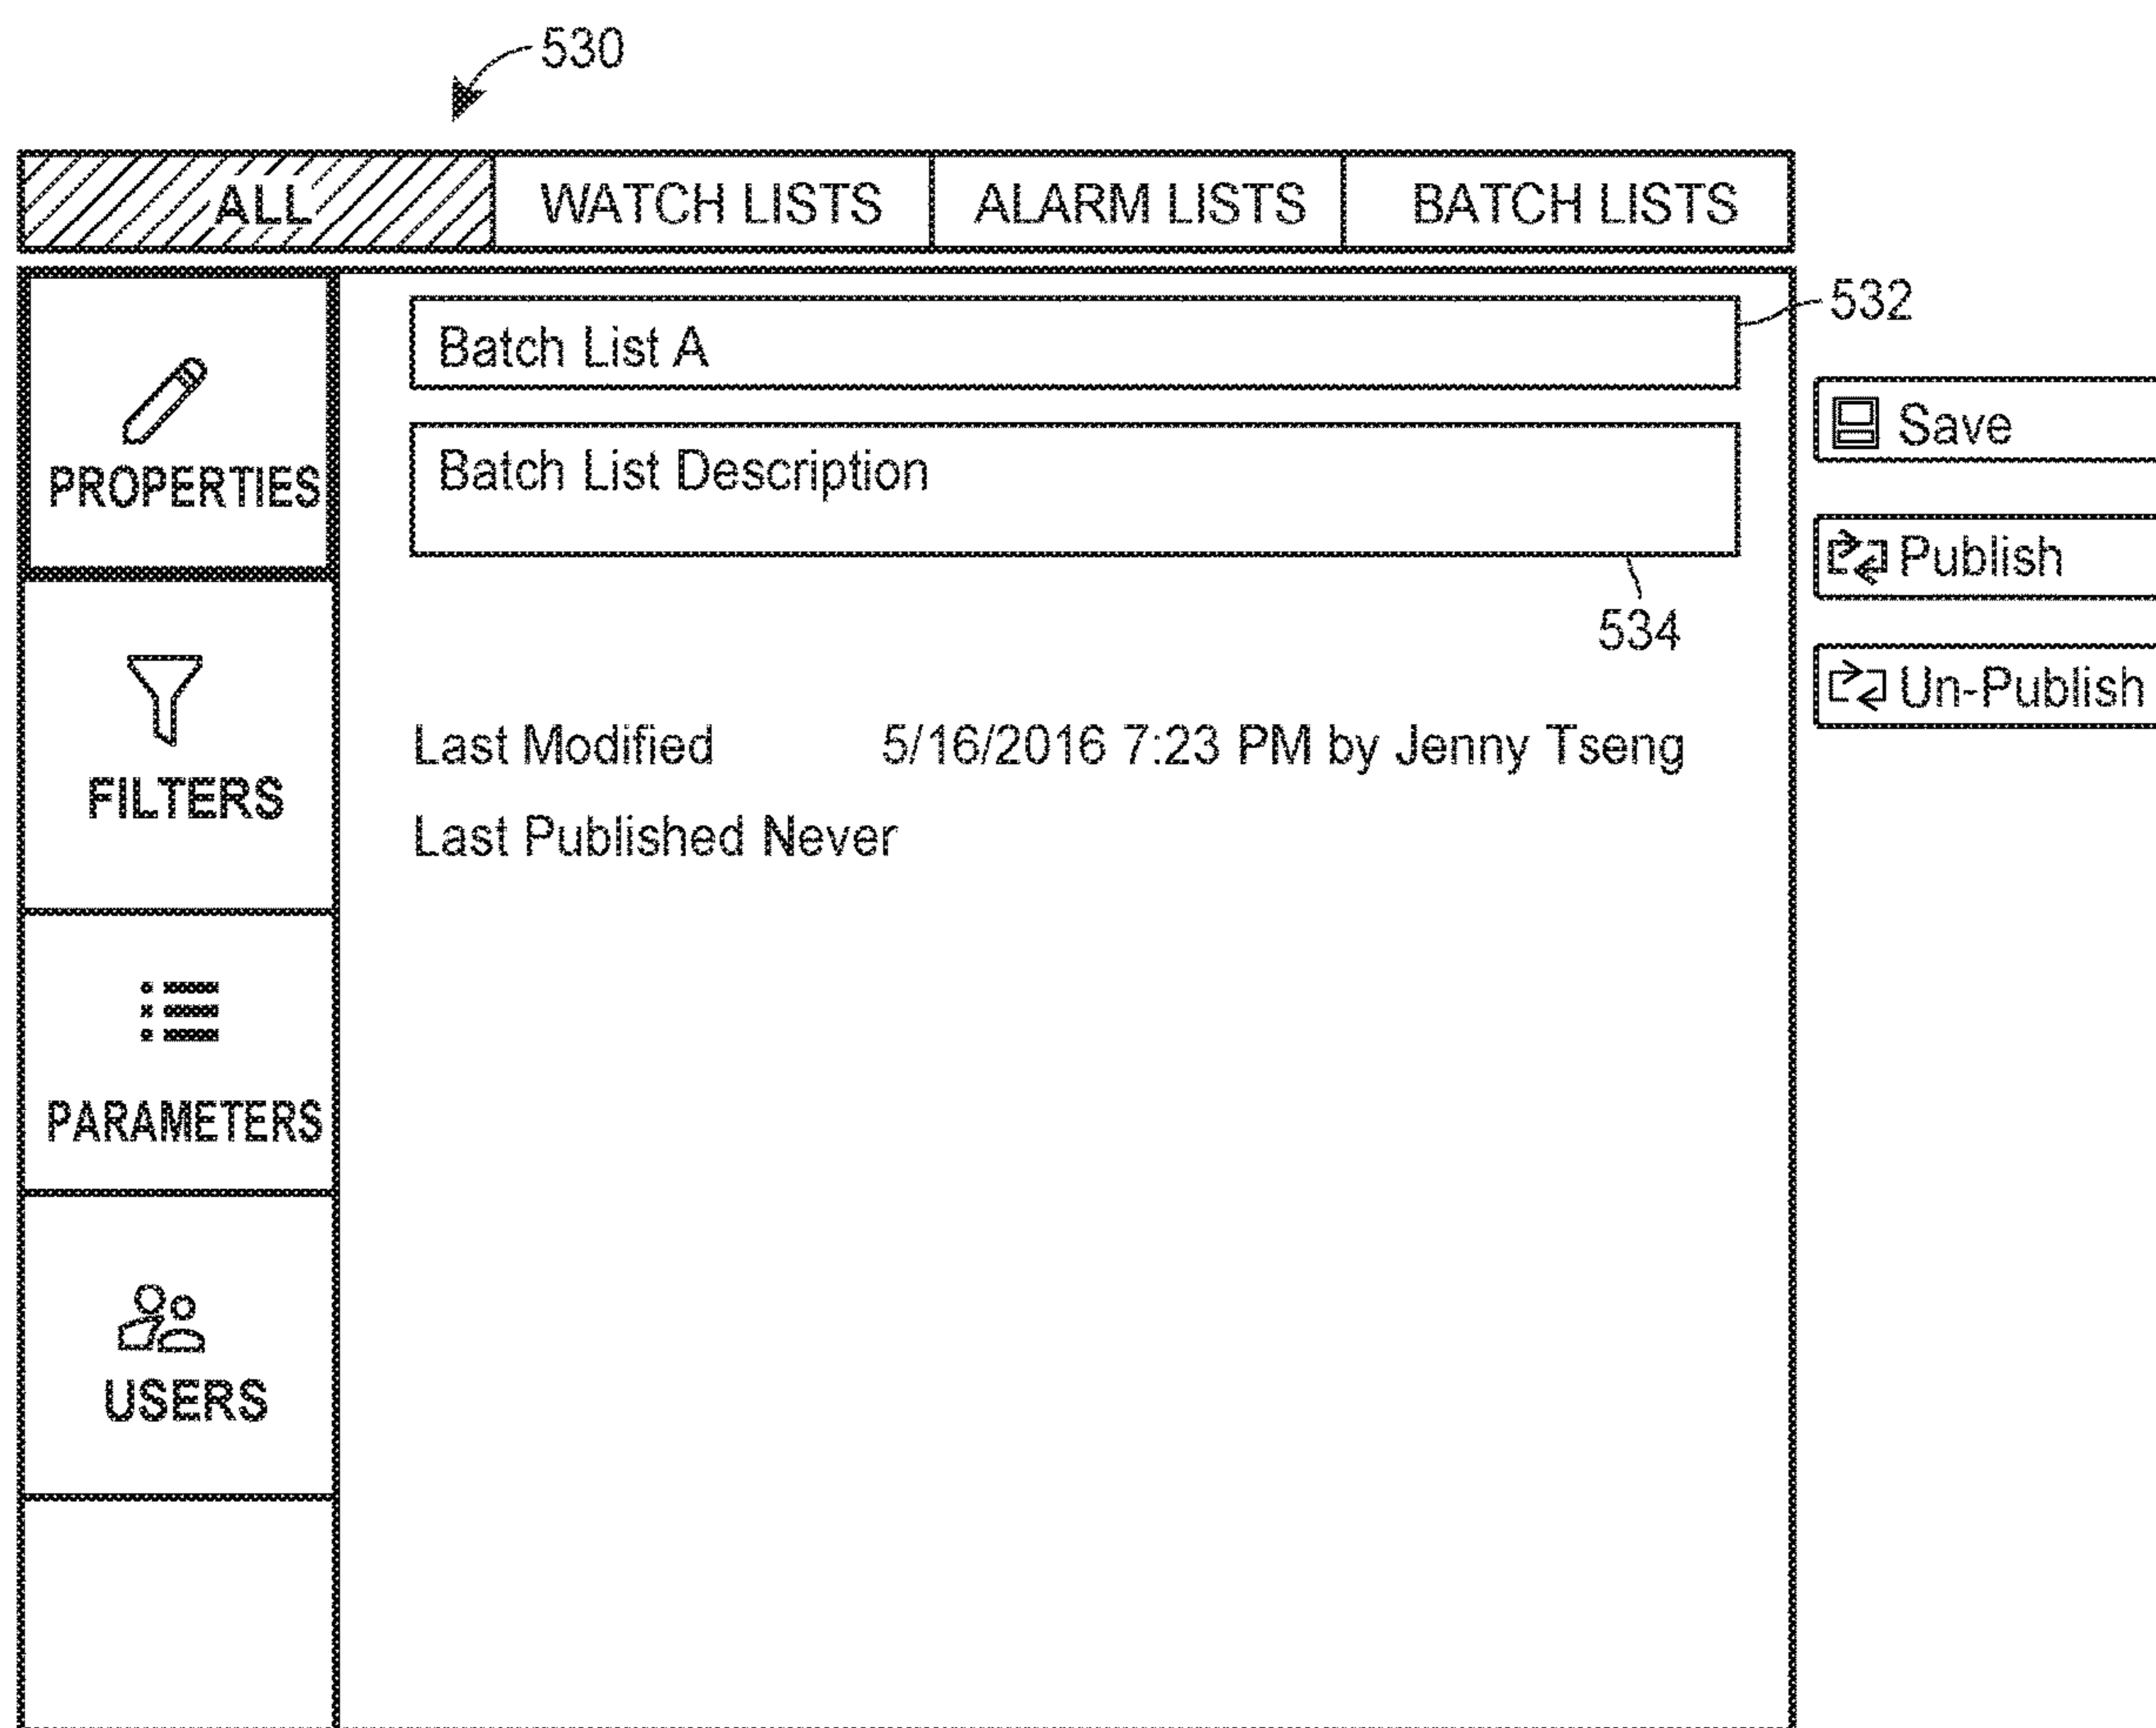 530
ALL WATCH LISTS ALARM LISTS BATCH LISTS
532
Batch List A
Save
PROPERTIES
Batch List Description
Publish
534
Un-Publish
FILTERS
Last Modified 5/16/2016 7:23 PM by Jenny Tseng
Last Published Never
PARAMETERS
USERS